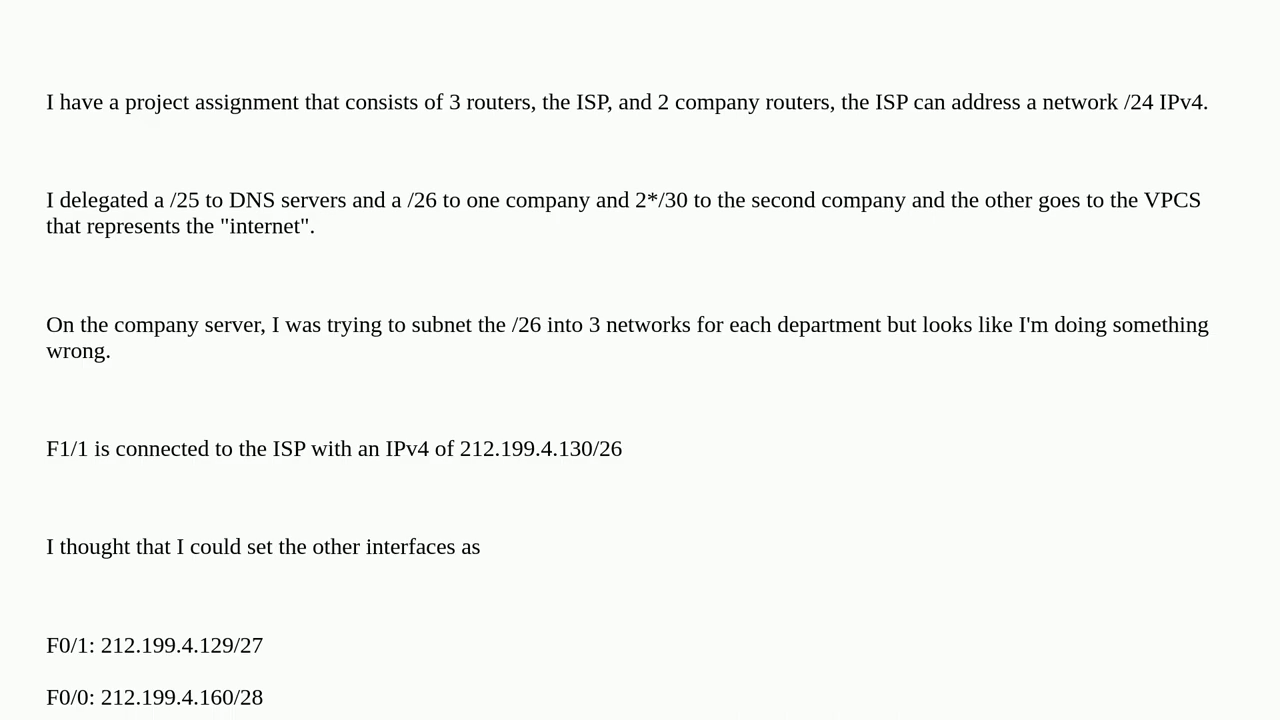 I have a project assignment that consists of 3 routers, the ISP, and 2 company routers, the ISP can address a network /24 IPv4.
I delegated a /25 to DNS servers and a /26 to one company and 2*/30 to the second company and the other goes to the VPCS
that represents the "internet".
On the company server, I was trying to subnet the /26 into 3 networks for each department but looks like I'm doing something
wrong.
F1/1 is connected to the ISP with an IPv4 of 212.199.4.130/26
I thought that I could set the other interfaces as
F0/1: 212.199.4.129/27
F0/0: 212.199.4.160/28